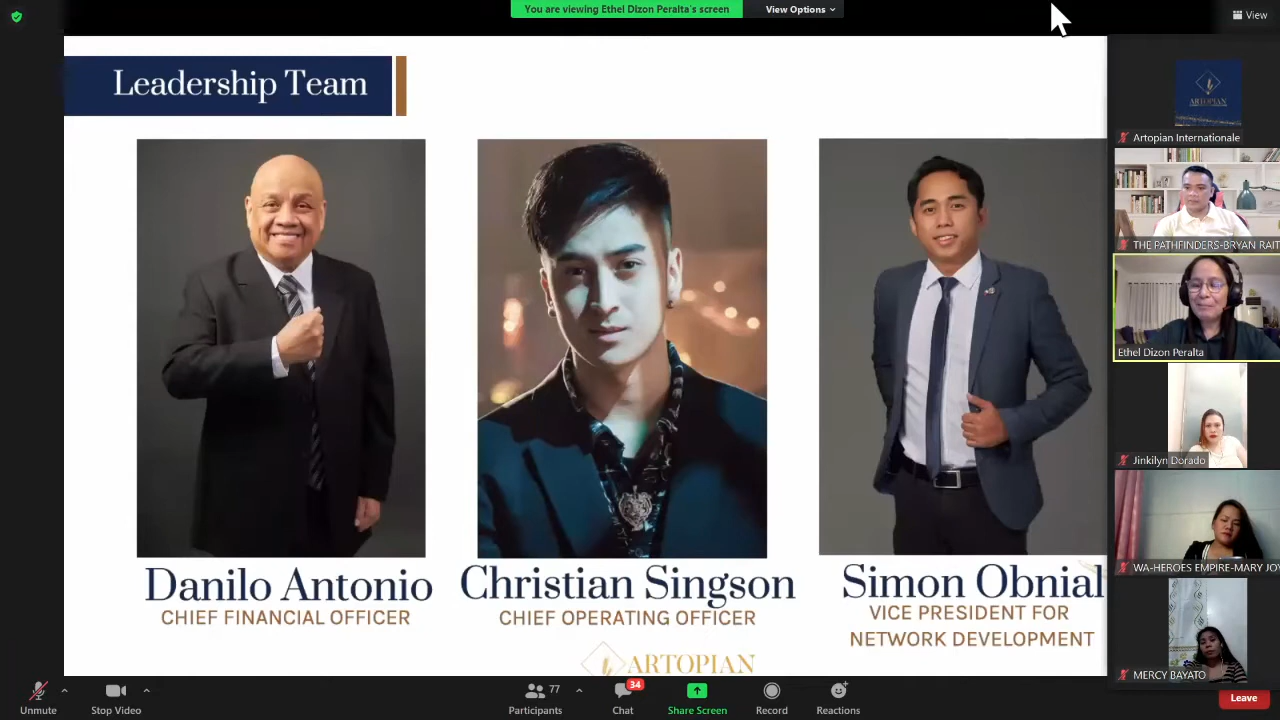 You are viewing Ethel Dizon Peralta's screen
View Options
View
Leadership Team
ARTOPIAN
Artopian Internationale
THE PATHFINDERS-BRYAN RAIT
Ethel Dizon Peralta
Jinkilyn Dorado
WA-HEROES EMPIRE-MARY JOY
MERCY BAYATO
Danilo Antonio
CHIEF FINANCIAL OFFICER
Christian Singson
CHIEF OPERATING OFFICER
Simon Obnial
VICE PRESIDENT FOR
NETWORK DEVELOPMENT
ARTOPIAN
Unmute
Stop Video
77
Participants
34
Chat
Share Screen
Record
Reactions
Leave